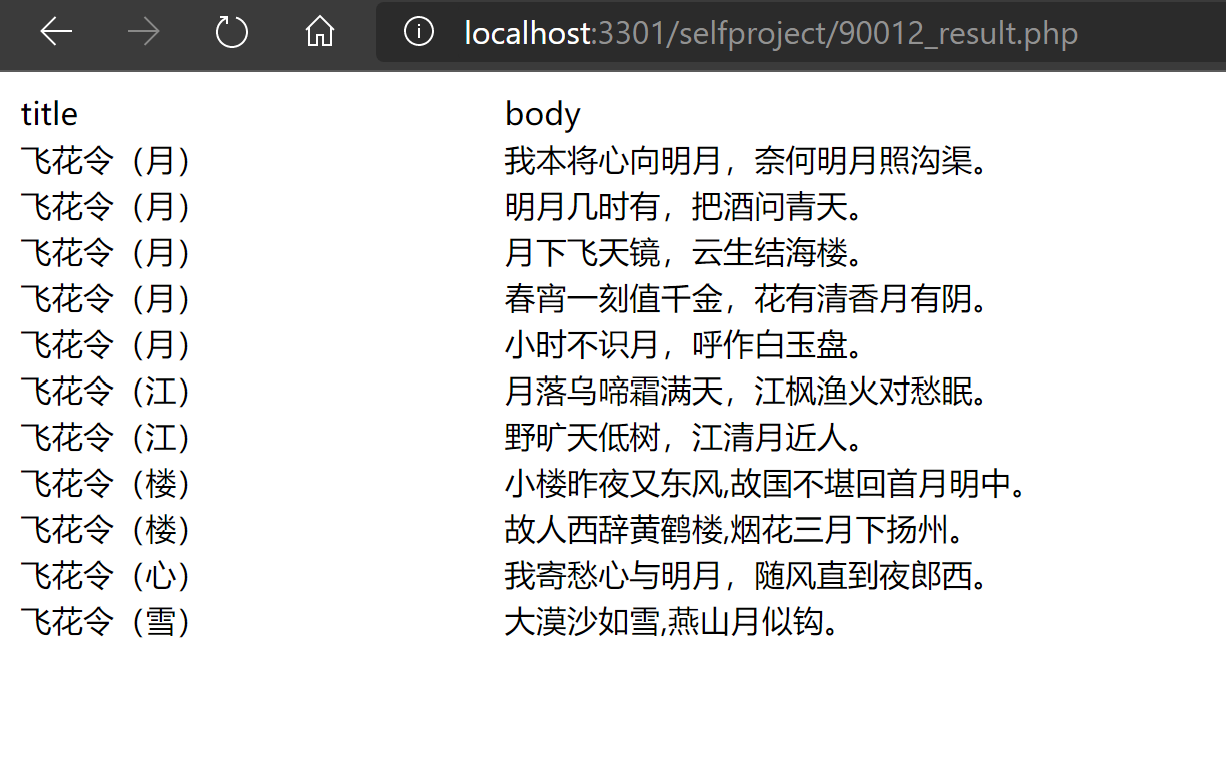 localhost:3301/selfproject/90012_result.php
title body
飞花令（月） 我本将心向明月，奈何明月照沟渠。
飞花令（月） 明月几时有，把酒问青天。
飞花令（月） 月下飞天镜，云生结海楼。
飞花令（月） 春宵一刻值千金，花有清香月有阴。
飞花令（月） 小时不识月，呼作白玉盘。
飞花令（江） 月落乌啼霜满天，江枫渔火对愁眠。
飞花令（江） 野旷天低树，江清月近人。
飞花令（楼） 小楼昨夜又东风,故国不堪回首月明中。
飞花令（楼） 故人西辞黄鹤楼,烟花三月下扬州。
飞花令（心） 我寄愁心与明月，随风直到夜郎西。
飞花令（雪） 大漠沙如雪,燕山月似钩。